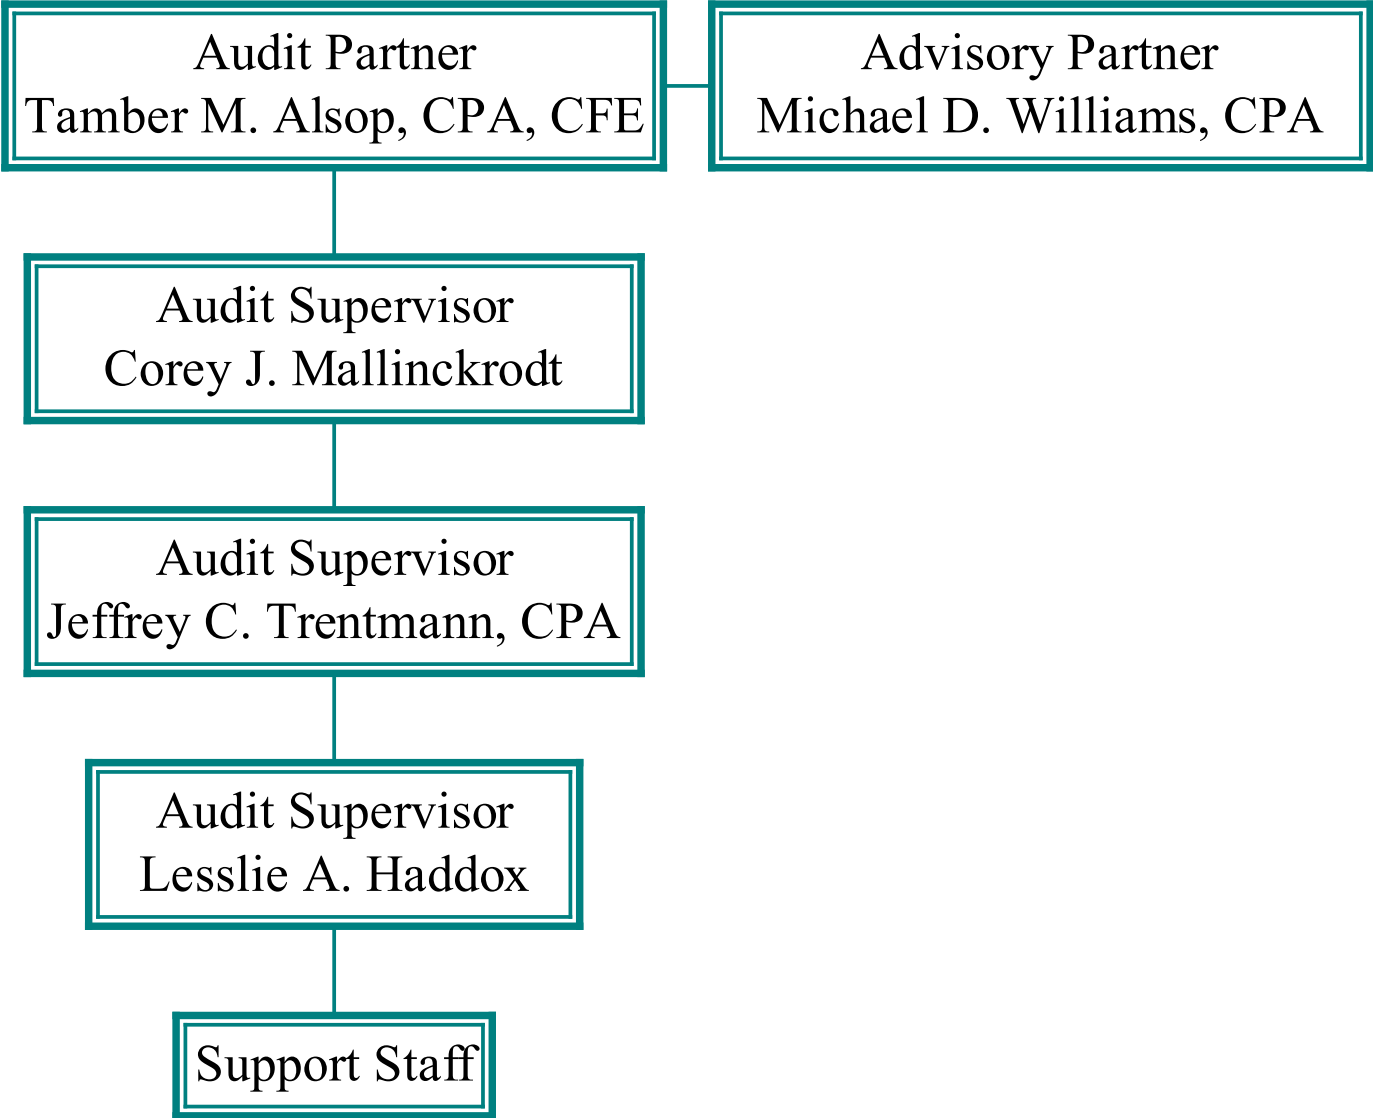 Audit Partner
Tamber M. Alsop, CPA, CFE
Advisory Partner
Michael D. Williams, CPA
Audit Supervisor
Corey J. Mallinckrodt
Audit Supervisor
Jeffrey C. Trentmann, CPA
Audit Supervisor
Lesslie A. Haddox
Support Staff